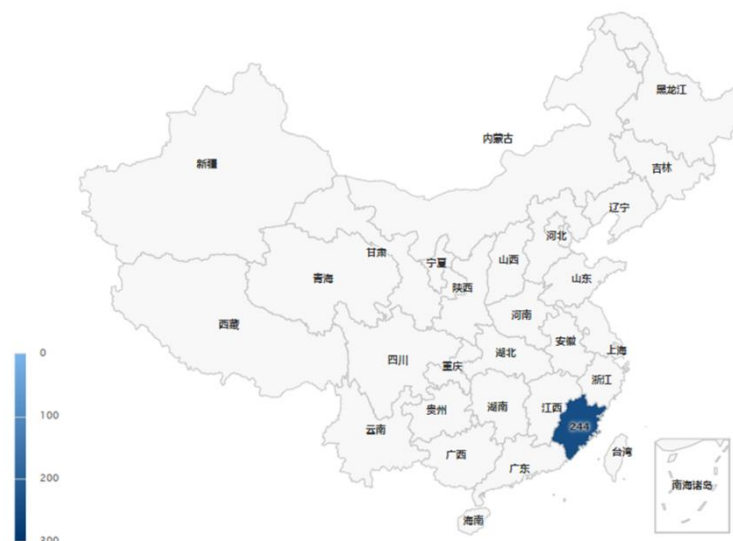 黑龙江
内蒙古
吉林
新疆
辽宁
河北
甘肃
宁夏
山西
青海
山东
陕西
河南
西藏
安徽
上海
湖北
0
四川
重庆
浙江
江西
湖南
贵州
100
244
云南
台湾
广西
广东
200
南海诸岛
海南
300